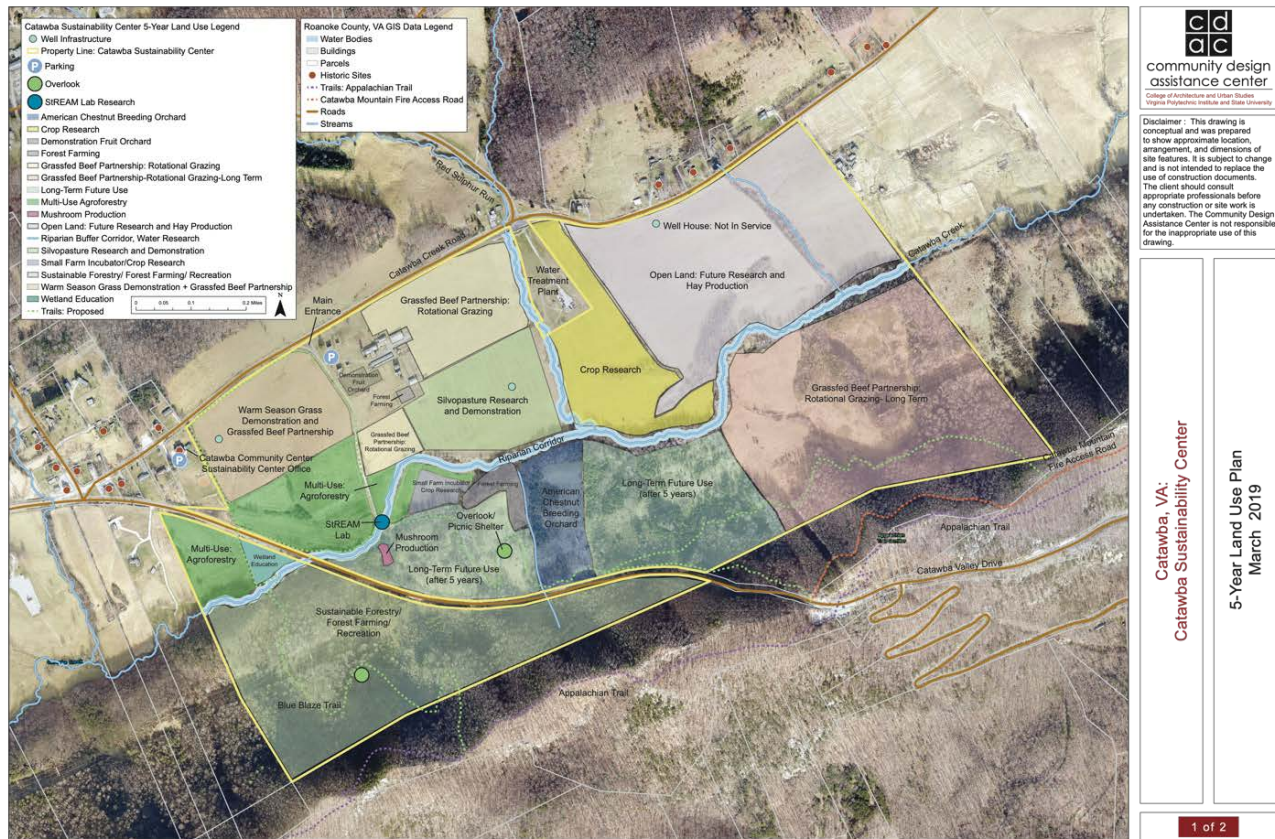 Catawba Sustainability Center 5-Year Land Use Legend
Well Infrastructure
Property Line: Catawba Sustainability Center
P Parking
Overlook
StREAM Lab Research
American Chestnut Breeding Orchard
Crop Research
Demonstration Fruit Orchard
Forest Farming
Grassfed Beef Partnership: Rotational Grazing
Grassfed Beef Partnership-Rotational Grazing-Long Term
Long-Term Future Use
Multi-Use Agroforestry
Mushroom Production
Open Land: Future Research and Hay Production
Riparian Buffer Corridor, Water Research
Silvopasture Research and Demonstration
Small Farm Incubator/Crop Research
Sustainable Forestry/ Forest Farming/ Recreation
Warm Season Grass Demonstration + Grassfed Beef Partnership
Wetland Education
Trails: Proposed
0 0.05 0.1 0.2 Miles
N
Roanoke County, VA GIS Data Legend
Water Bodies
Buildings
Parcels
Historic Sites
Trails: Appalachian Trail
Catawba Mountain Fire Access Road
Roads
Streams
Red Sulphur Run
Catawba Creek Road
Well House: Not In Service
Catawba Creek
Water
Treatment
Plant
Open Land: Future Research and
Hay Production
Main
Entrance
Grassfed Beef Partnership:
Rotational Grazing
P
Demonstration
Fruit
Orchard
Forest
Farming
Crop Research
Grassfed Beef Partnership:
Rotational Grazing- Long Term
Silvopasture Research
and Demonstration
Warm Season Grass
Demonstration and
Grassfed Beef Partnership
Grassfed Beef
Partnership:
Rotational Grazing
Riparian Corridor
P
Catawba Community Center
Sustainability Center Office
Catawba Mountain
Fire Access Road
Multi-Use:
Agroforestry
Small Farm Incubator
Crop Research
Forest Farming
American
Chestnut
Breeding
Orchard
Long-Term Future Use
(after 5 years)
StREAM
Lab
Mushroom
Production
Overlook/
Picnic Shelter
Appalachian Trail
Multi-Use:
Agroforestry
Wetland
Education
Long-Term Future Use
(after 5 years)
Catawba Valley Drive
Sustainable Forestry/
Forest Farming/
Recreation
Blue Blaze Trail
Appalachian Trail
cd
ac
community design
assistance center
College of Architecture and Urban Studies
Virginia Polytechnic Institute and State University
Disclaimer : This drawing is
conceptual and was prepared
to show approximate location,
arrangement, and dimensions of
site features. It is subject to change
and is not intended to replace the
use of construction documents.
The client should consult
appropriate professionals before
any construction or site work is
undertaken. The Community Design
Assistance Center is not responsible
for the inappropriate use of this
drawing.
Catawba, VA:
Catawba Sustainability Center
5-Year Land Use Plan
March 2019
1 of 2